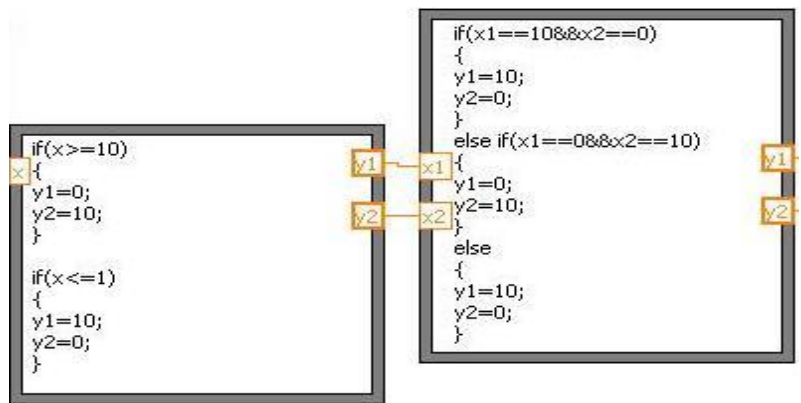 if(x>=10)
x
{
y1=0;
y2=10;
}
if(x<=1)
{
y1=10;
y2=0;
}
y1
y2
if(x1==10&&x2==0)
{
y1=10;
y2=0;
}
else if(x1==0&&x2==10)
x1
{
y1=0;
x2
y2=10;
}
else
{
y1=10;
y2=0;
}
y1
y2